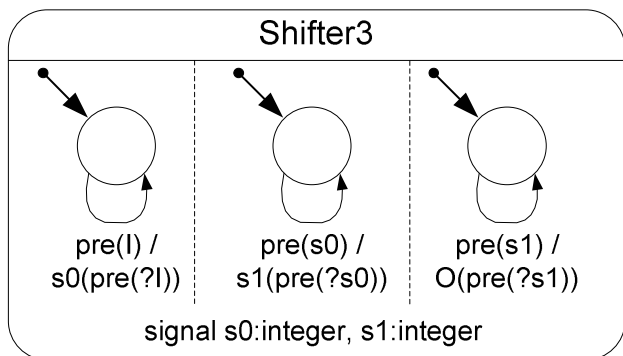 Shifter3
pre(I) /
s0(pre(?I))
pre(s0) /
s1(pre(?s0))
pre(s1) /
O(pre(?s1))
signal s0:integer, s1:integer